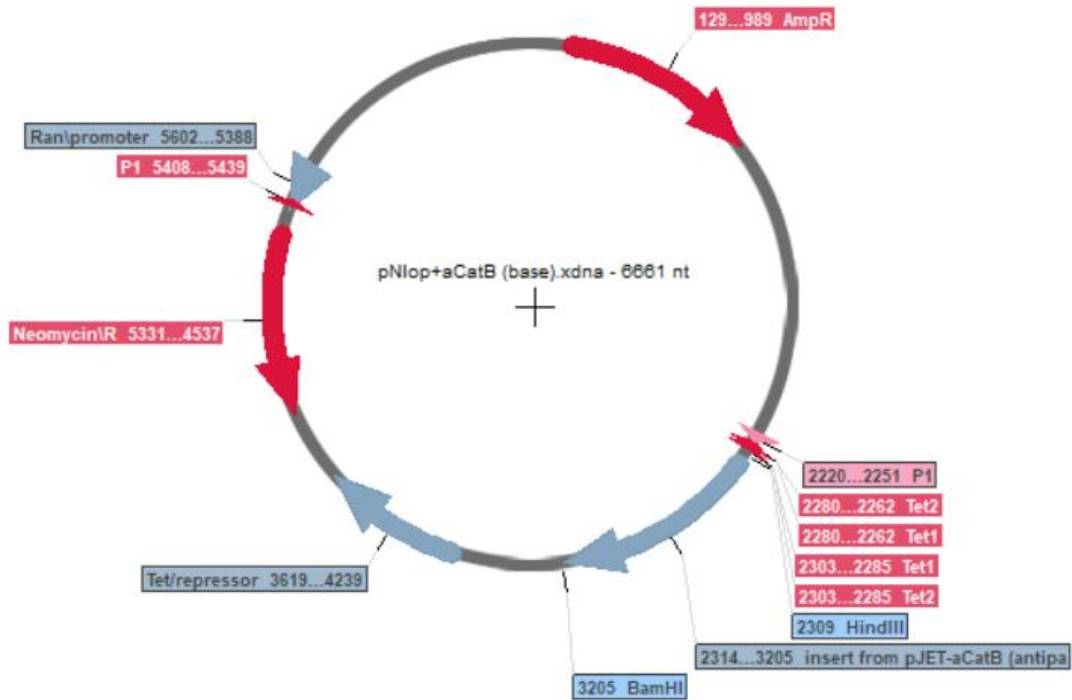 129...989 AmpR
Ran\promoter 5602...5388
P1 5408...5439
pNIop+aCatB (base).xdna - 6661 nt
Neomycin\R 5331...4537
2220...2251 P1
2280...2262 Tet2
2280...2262 Tet1
2303...2285 Tet1
2303...2285 Tet2
Tet/repressor 3619...4239
2309 HindIII
2314...3205 insert from pJET-aCatB (antipa
3205 BamHI